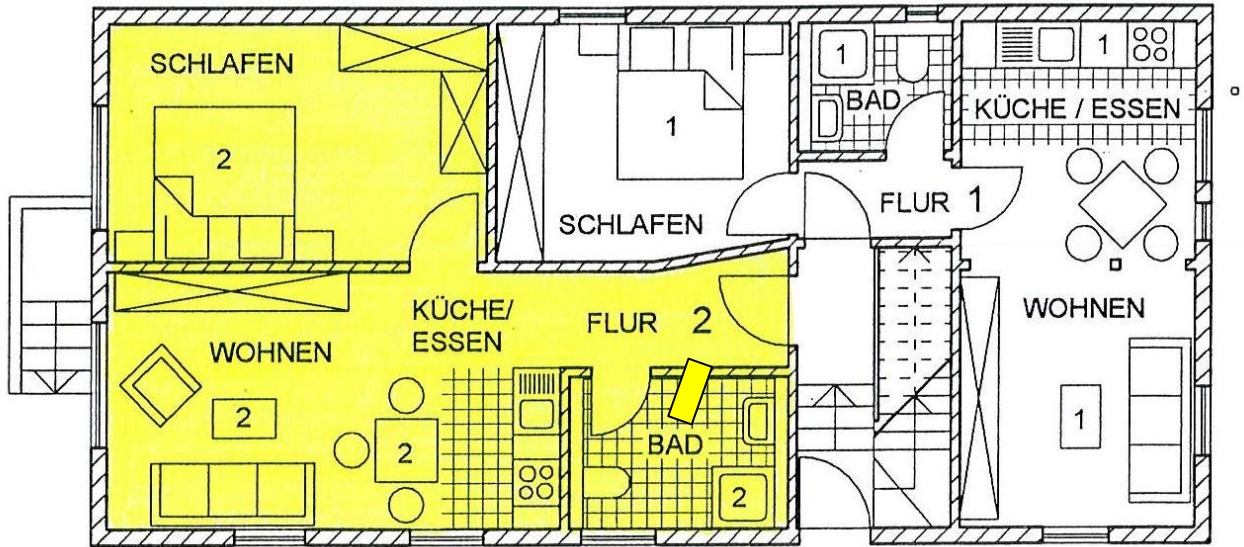 SCHLAFEN
2
SCHLAFEN
1
BAD
1
KÜCHE / ESSEN
1
FLUR 1
WOHNEN
1
KÜCHE/
ESSEN
FLUR 2
WOHNEN
2
2
BAD
2